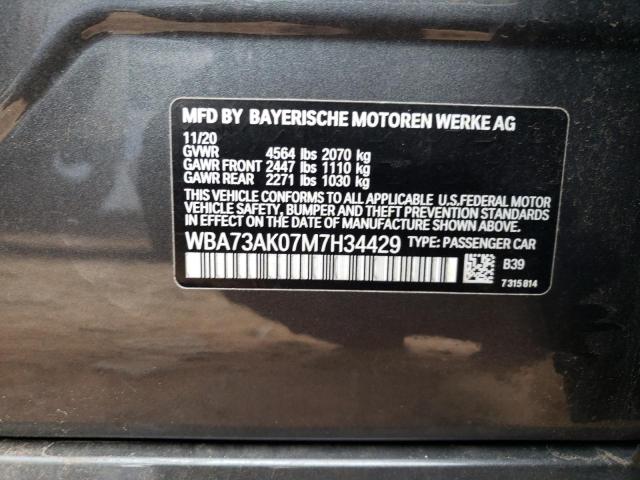 MFD BY BAYERISCHE MOTOREN WERKE AG
11/20
GVWR 4564 lbs 2070 kg
GAWR FRONT 2447 lbs 1110 kg
GAWR REAR 2271 lbs 1030 kg
THIS VEHICLE CONFORMS TO ALL APPLICABLE U.S.FEDERAL MOTOR
VEHICLE SAFETY, BUMPER AND THEFT PREVENTION STANDARDS
IN EFFECT ON THE DATE OF MANUFACTURE SHOWN ABOVE.
WBA73AK07M7H34429 TYPE: PASSENGER CAR
B39
7315814